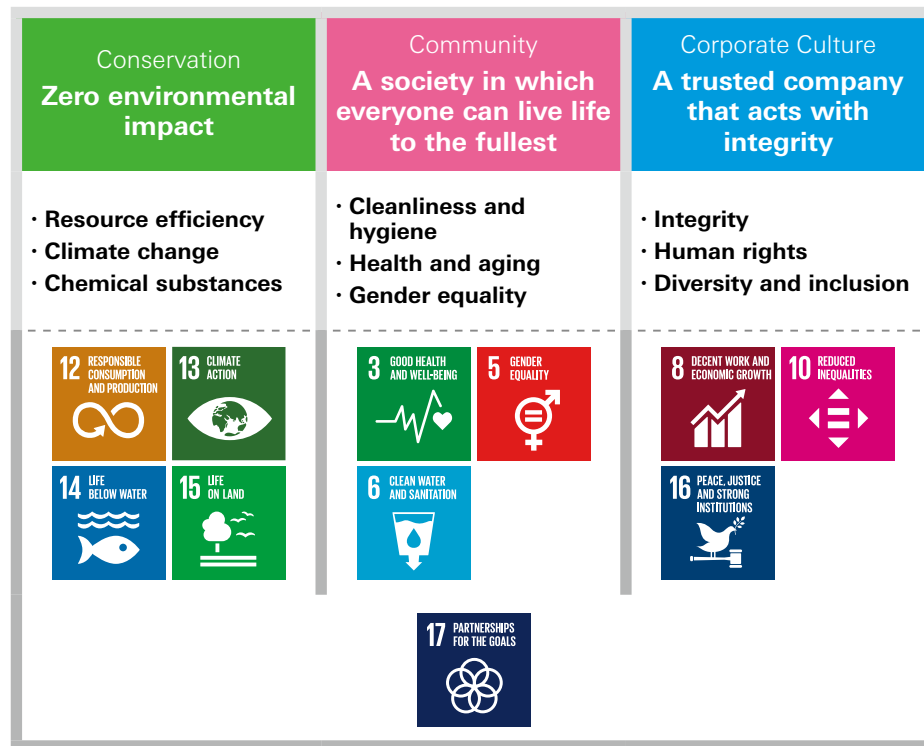 Conservation
Zero environmental
impact
· Resource efficiency
· Climate change
· Chemical substances
12 RESPONSIBLE
CONSUMPTION
AND PRODUCTION
13 CLIMATE
ACTION
14 LIFE
BELOW WATER
15 LIFE
ON LAND
Community
A society in which
everyone can live life
to the fullest
· Cleanliness and
hygiene
· Health and aging
· Gender equality
3 GOOD HEALTH
AND WELL-BEING
5 GENDER
EQUALITY
6 CLEAN WATER
AND SANITATION
Corporate Culture
A trusted company
that acts with
integrity
· Integrity
· Human rights
· Diversity and inclusion
8 DECENT WORK AND
ECONOMIC GROWTH
10 REDUCED
INEQUALITIES
16 PEACE, JUSTICE
AND STRONG
INSTITUTIONS
17 PARTNERSHIPS
FOR THE GOALS